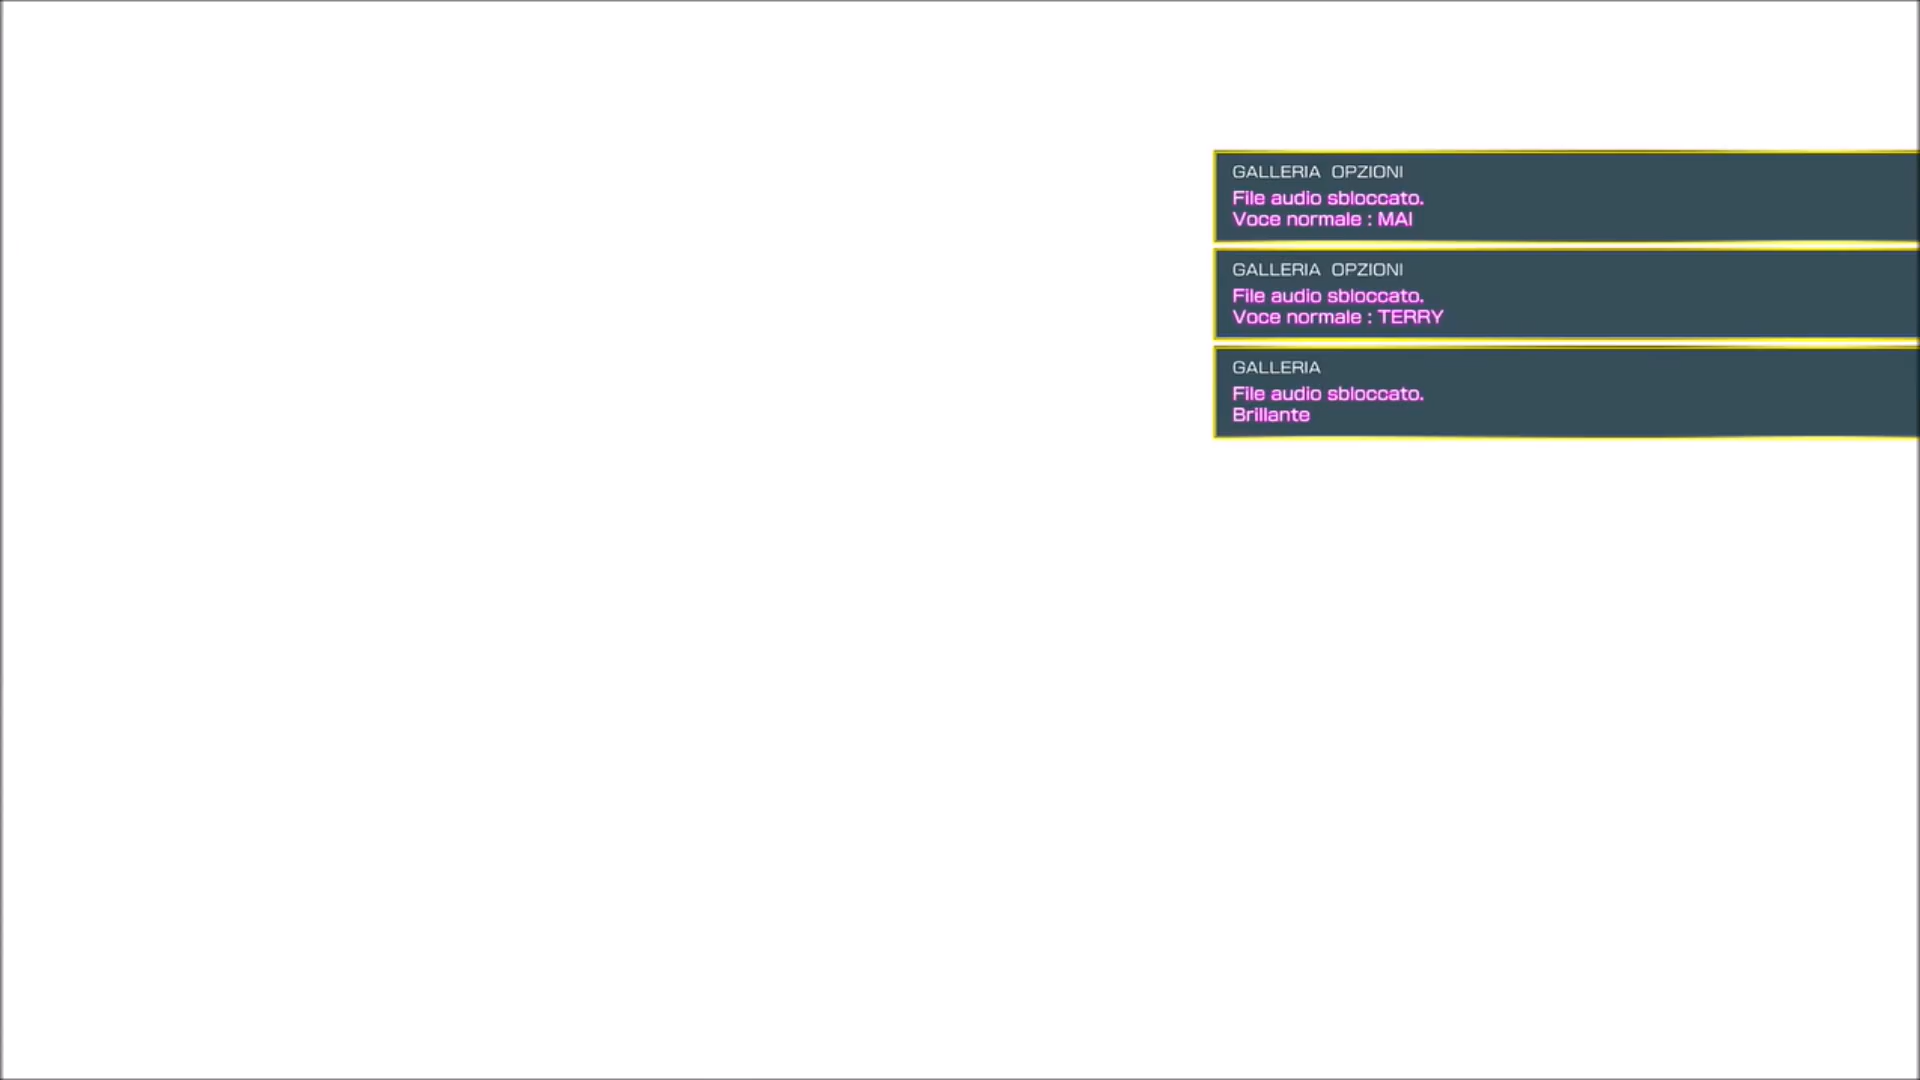 GALLERIA OPZIONI
File audio sbloccato.
Voce normale : MAI
GALLERIA OPZIONI
File audio sbloccato.
Voce normale : TERRY
GALLERIA
File audio sbloccato.
Brillante